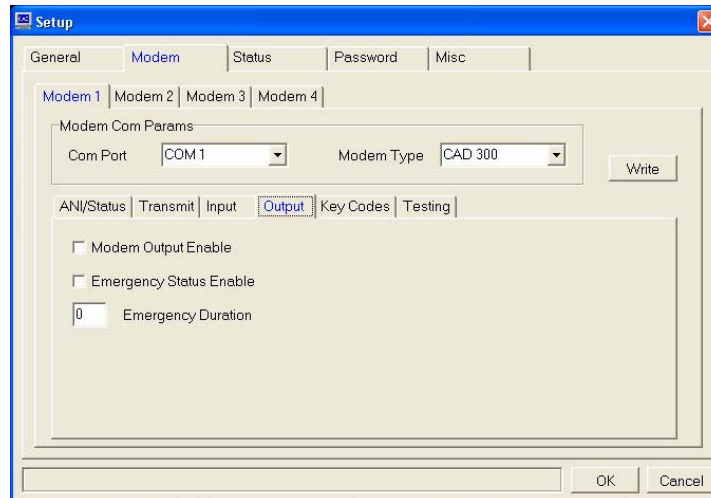 Setup
General Modem Status Password Misc
Modem 1 Modem 2 Modem 3 Modem 4
Modem Com Params
Com Port COM 1 Modem Type CAD 300
Write
ANI/Status Transmit Input Output Key Codes Testing
Modem Output Enable
Emergency Status Enable
0 Emergency Duration
OK Cancel